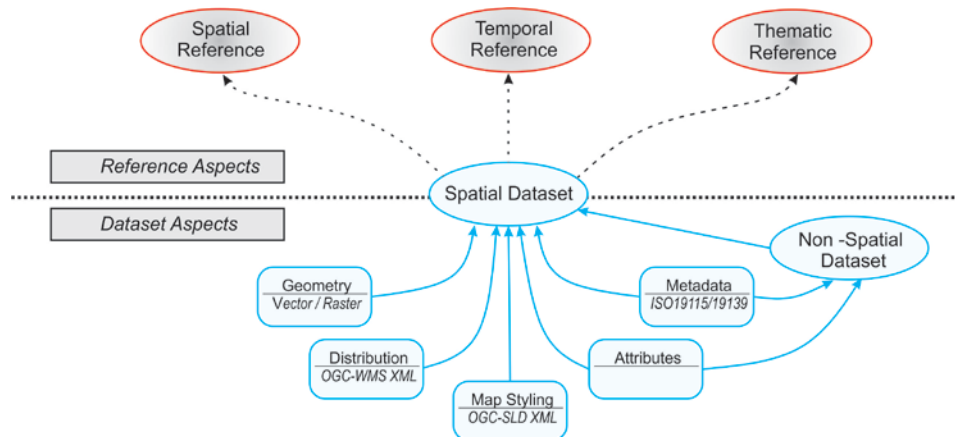 Spatial
Reference
Temporal
Reference
Thematic
Reference
Reference Aspects
Spatial Dataset
Dataset Aspects
Non -Spatial
Dataset
Geometry
Vector / Raster
Metadata
ISO19115/19139
Distribution
OGC-WMS XML
Attributes
Map Styling
OGC-SLD XML